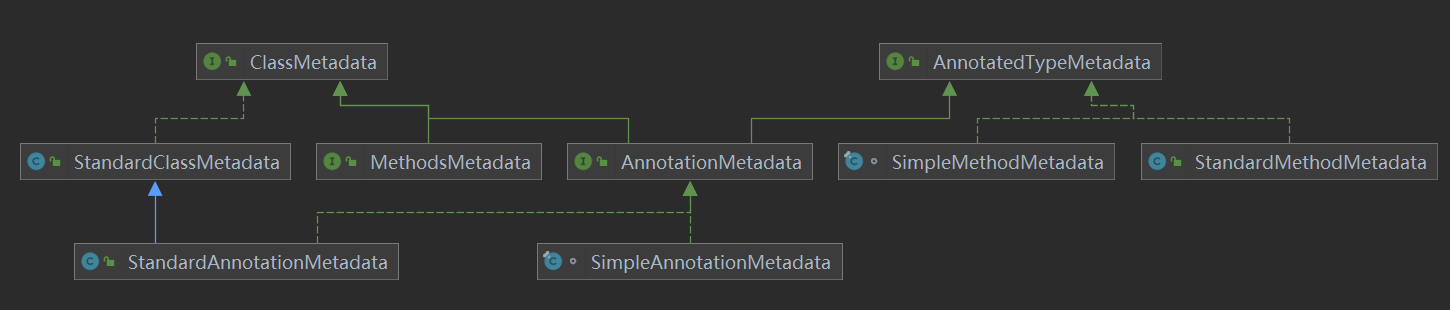 ClassMetadata
AnnotatedTypeMetadata
StandardClassMetadata
MethodsMetadata
AnnotationMetadata
SimpleMethodMetadata
StandardMethodMetadata
StandardAnnotationMetadata
SimpleAnnotationMetadata